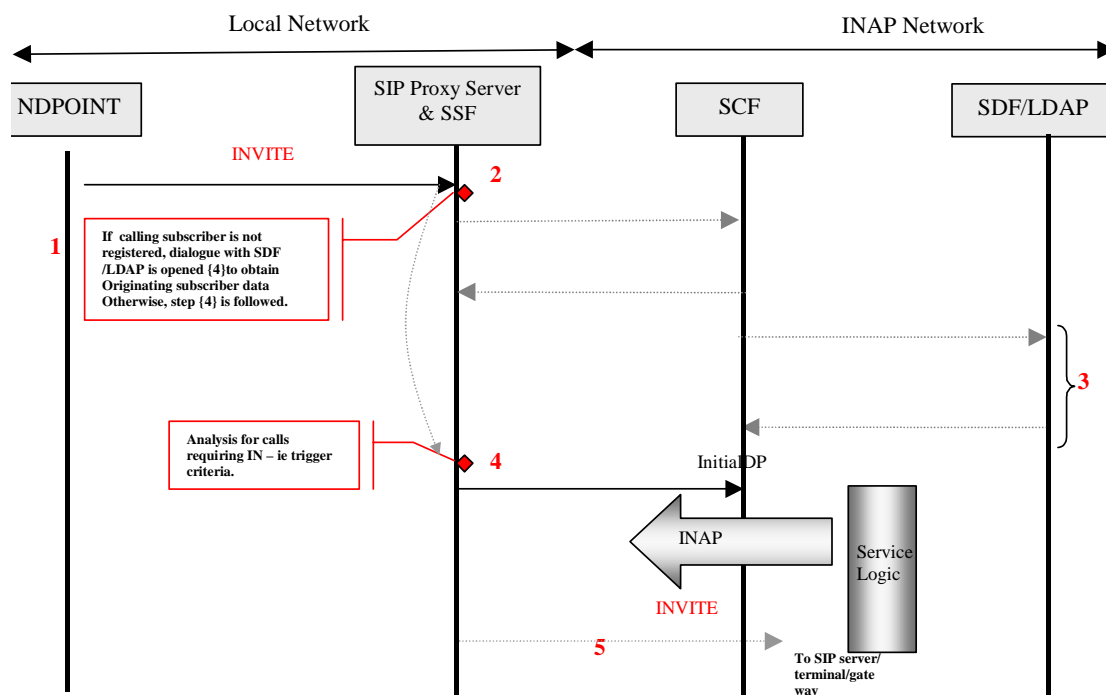 Local Network
INAP Network
NDPOINT
SIP Proxy Server
& SSF
SCF
SDF/LDAP
INVITE
2
1
If calling subscriber is not
registered, dialogue with SDF
/LDAP is opened {4}to obtain
Originating subscriber data
Otherwise, step {4} is followed.
3
Analysis for calls
requiring IN – ie trigger
criteria.
4
InitialDP
INAP
Service
Logic
INVITE
5
To SIP server/
terminal/gate
way